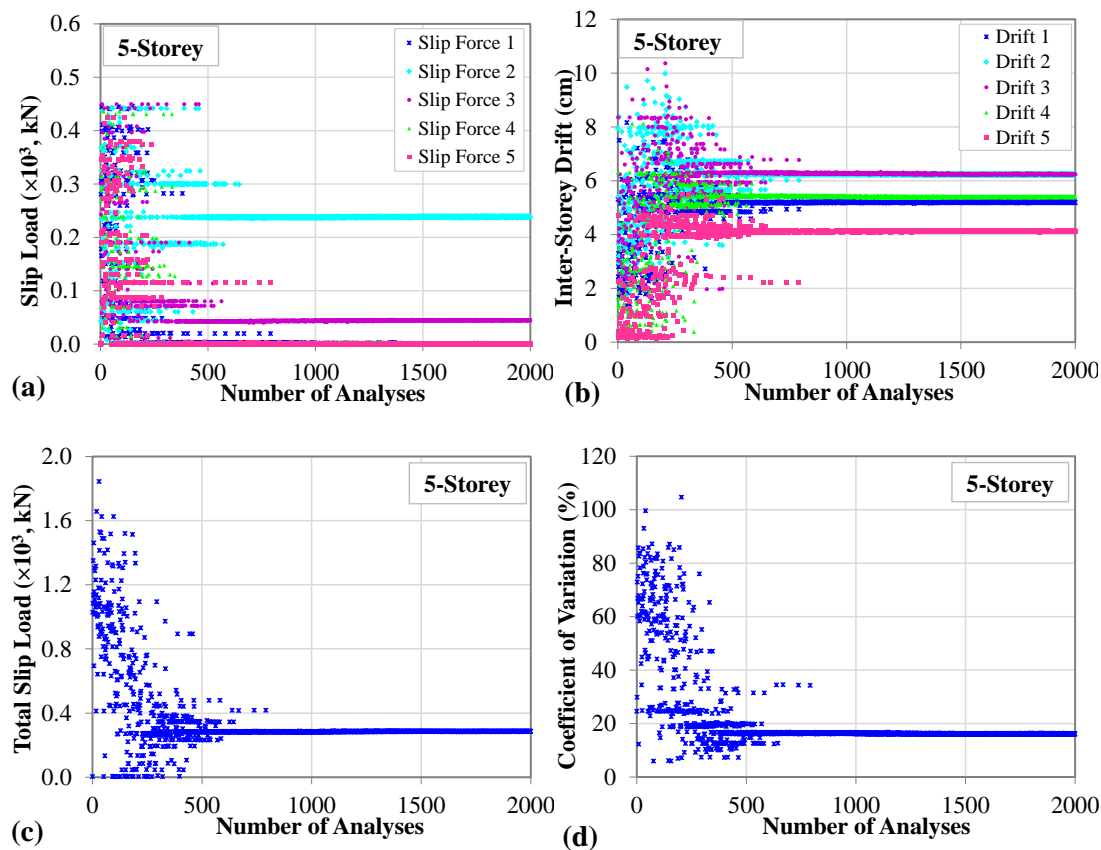 5-Storey
Slip Force 1
Slip Force 2
Slip Force 3
Slip Force 4
Slip Force 5
Slip Load (×10³, kN)
0.6
0.5
0.4
0.3
0.2
0.1
0.0
0 500 1000 1500 2000
Number of Analyses
(a)
5-Storey
Drift 1
Drift 2
Drift 3
Drift 4
Drift 5
Inter-Storey Drift (cm)
12
10
8
6
4
2
0
0 500 1000 1500 2000
Number of Analyses
(b)
5-Storey
Total Slip Load (×10³, kN)
2.0
1.6
1.2
0.8
0.4
0.0
0 500 1000 1500 2000
Number of Analyses
(c)
5-Storey
Coefficient of Variation (%)
120
100
80
60
40
20
0
0 500 1000 1500 2000
Number of Analyses
(d)